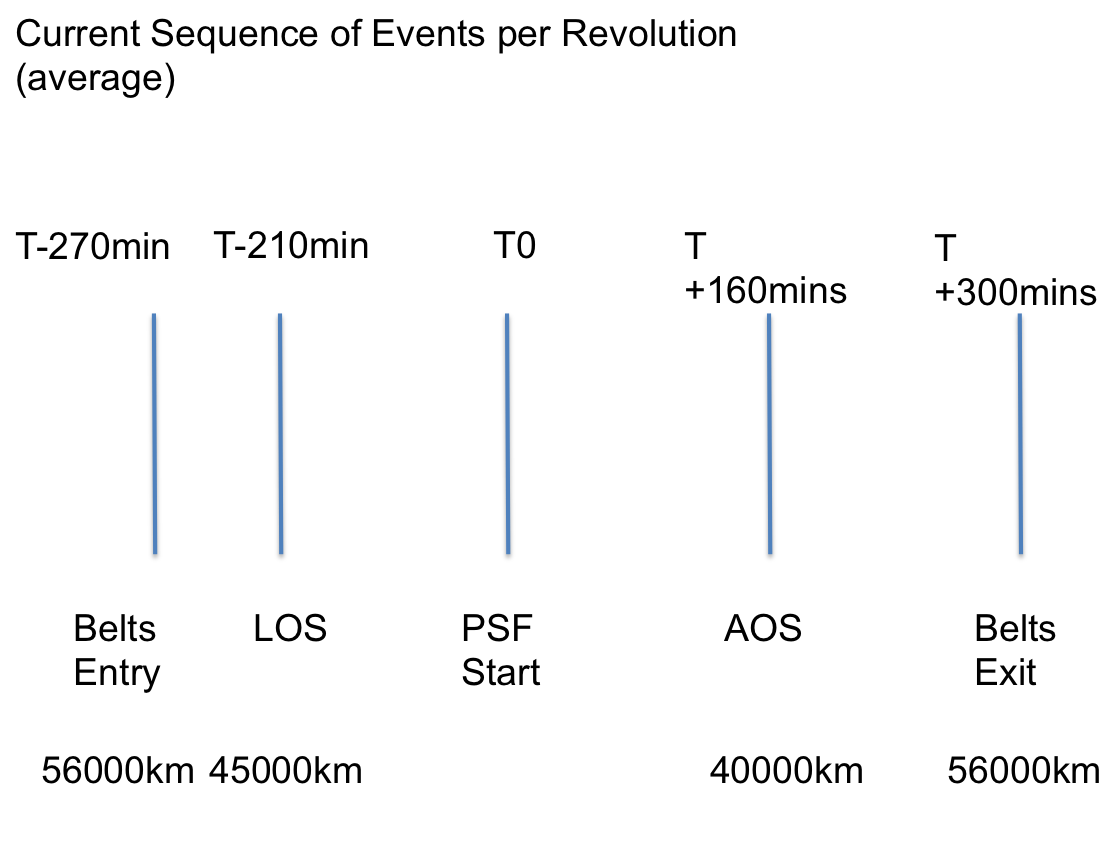 Current Sequence of Events per Revolution
(average)
T-270min T-210min T0 T
+160mins T
+300mins
Belts
Entry LOS PSF
Start AOS Belts
Exit
56000km 45000km 40000km 56000km